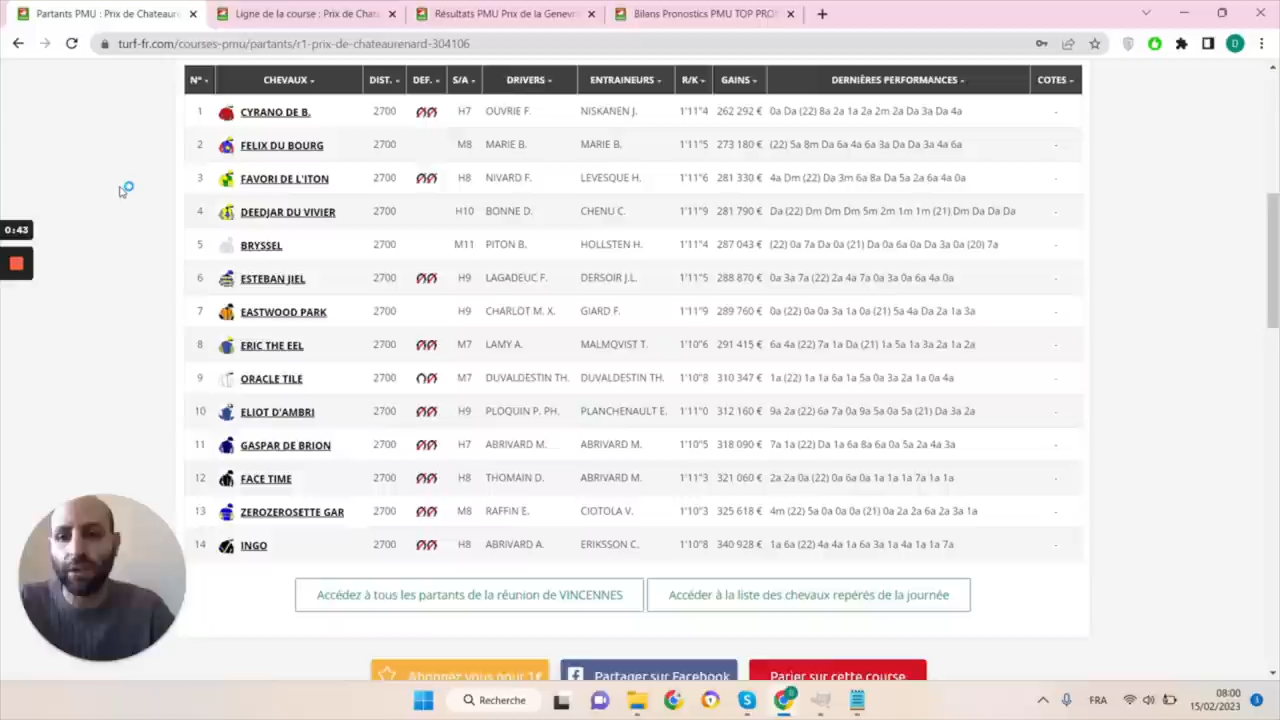 Partants PMU : Prix de Chateaure
Ligne de la course : Prix de Chat
Résultats PMU Prix de la Genevr
Bilans Pronostics PMU TOP PRO
turf-fr.com/courses-pmu/partants/r1-prix-de-chateaurenard-304106
D
N° CHEVAUX DIST. DEF. S/A DRIVERS ENTRAINEURS R/K GAINS DERNIÈRES PERFORMANCES COTES
1 CYRANO DE B. 2700 H7 OUVRIE F. NISKANEN J. 1'11"4 262 292 € 0a Da (22) 8a 2a 1a 2a 2m 2a Da 3a Da 4a -
2 FELIX DU BOURG 2700 M8 MARIE B. MARIE B. 1'11"5 273 180 € (22) 5a 8m Da 6a 4a 6a 3a Da Da 3a 4a 6a -
3 FAVORI DE L'ITON 2700 H8 NIVARD F. LEVESQUE H. 1'11"6 281 330 € 4a Dm (22) Da 3m 6a 8a Da 5a 2a 6a 4a 0a -
4 DEEDJAR DU VIVIER 2700 H10 BONNE D. CHENU C. 1'11"9 281 790 € Da (22) Dm Dm Dm 5m 2m 1m 1m (21) Dm Da Da Da -
5 BRYSSEL 2700 M11 PITON B. HOLLSTEN H. 1'11"4 287 043 € (22) 0a 7a Da 0a (21) Da 0a 6a 0a Da 3a 0a (20) 7a -
6 ESTEBAN JIEL 2700 H9 LAGADEUC F. DERSOIR J.L. 1'11"5 288 870 € 0a 3a 7a (22) 2a 4a 7a 0a 3a 0a 6a 4a 0a -
7 EASTWOOD PARK 2700 H9 CHARLOT M. X. GIARD F. 1'11"9 289 760 € 0a (22) 0a 0a 3a 1a 0a (21) 5a 4a Da 2a 1a 3a -
8 ERIC THE EEL 2700 M7 LAMY A. MALMQVIST T. 1'10"6 291 415 € 6a 4a (22) 7a 1a Da (21) 1a 5a 1a 3a 2a 1a 2a -
9 ORACLE TILE 2700 M7 DUVALDESTIN TH. DUVALDESTIN TH. 1'10"8 310 347 € 1a (22) 1a 1a 6a 1a 5a 0a 3a 2a 1a 0a 4a -
10 ELIOT D'AMBRI 2700 H9 PLOQUIN P. PH. PLANCHENAULT E. 1'11"0 312 160 € 9a 2a (22) 6a 7a 0a 9a 5a 0a 5a (21) Da 3a 2a -
11 GASPAR DE BRION 2700 H7 ABRIVARD M. ABRIVARD M. 1'10"5 318 090 € 7a 1a (22) Da 1a 6a 8a 6a 0a 5a 2a 4a 3a -
12 FACE TIME 2700 H8 THOMAIN D. ABRIVARD M. 1'11"3 321 060 € 2a 2a 0a (22) 0a 6a 0a 1a 1a 1a 7a 1a 1a -
13 ZEROZEROSETTE GAR 2700 M8 RAFFIN E. CIOTOLA V. 1'10"3 325 618 € 4m (22) 5a 0a 0a 0a (21) 0a 2a 2a 6a 2a 3a 1a -
14 INGO 2700 H8 ABRIVARD A. ERIKSSON C. 1'10"8 340 928 € 1a 6a (22) 4a 4a 1a 6a 3a 1a 4a 1a 1a 7a -
0:43
Accédez à tous les partants de la réunion de VINCENNES
Accéder à la liste des chevaux repérés de la journée
Abonnez vous pour 1€
Partager sur Facebook
Parier sur cette course
Recherche
FRA
08:00
15/02/2023